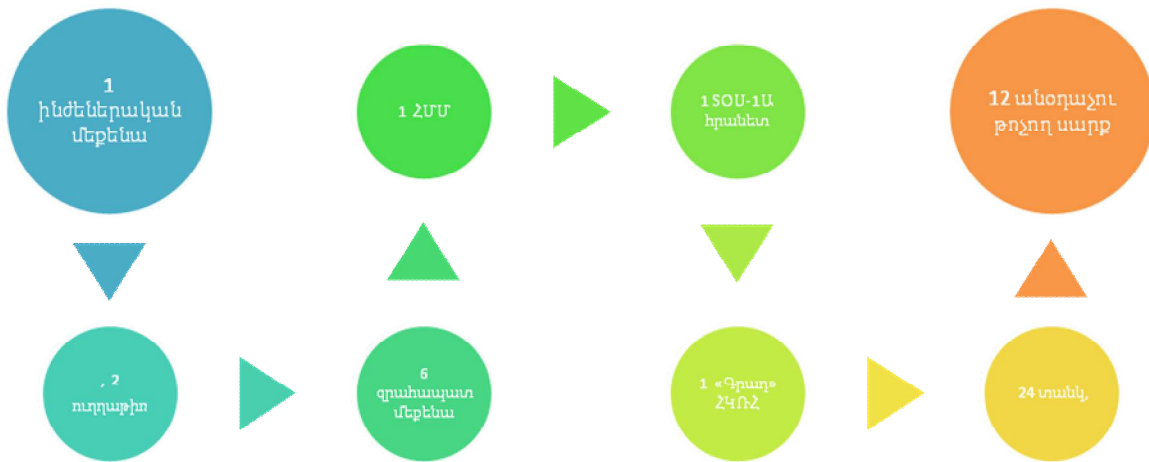 1
ինժեներական
մեքենա
, 2
ուղղաթիռ
6
զրահապատ
մեքենա
1 ՀՄՄ
1 ՏՕՍ-1Ա
հրանետ
1 «Գրադ»
ՀԿՌՀ
24 տանկ,
12 անօդաչու
թռչող սարք